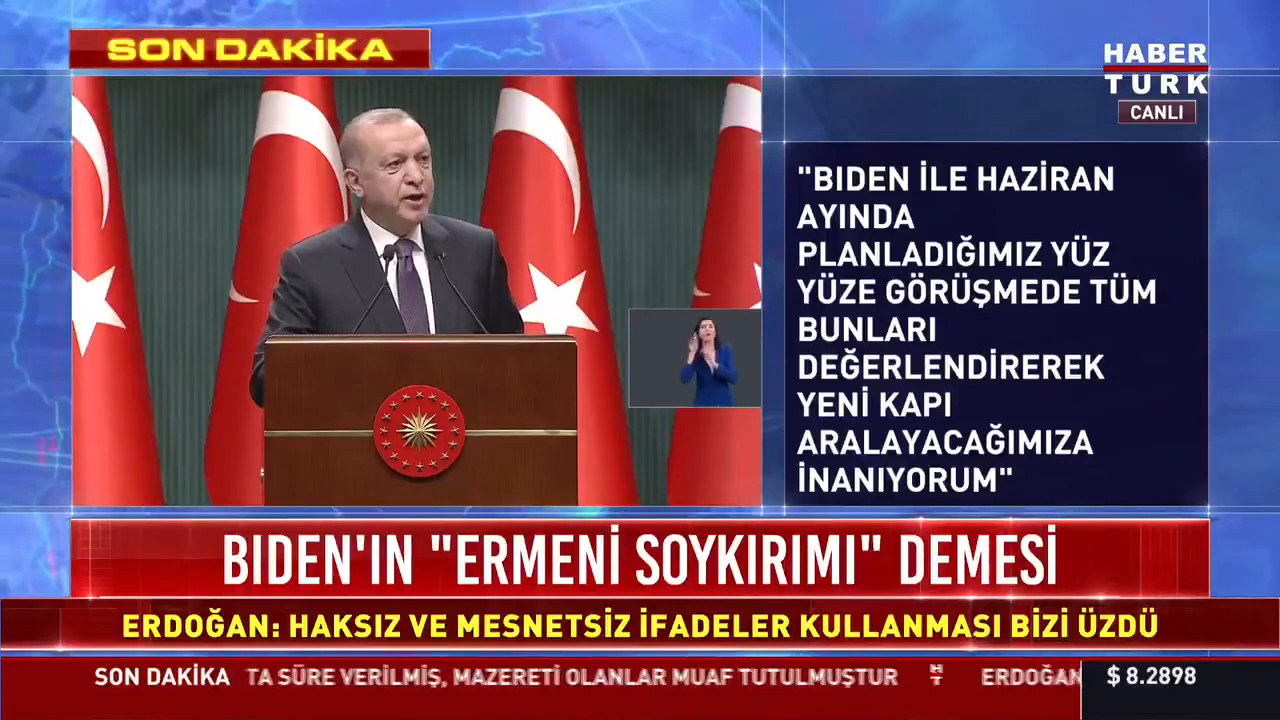 SON DAKİKA
HABER
TURK
CANLI
"BIDEN İLE HAZİRAN
AYINDA
PLANLADIĞIMIZ YÜZ
YÜZE GÖRÜŞMEDE TÜM
BUNLARI
DEĞERLENDİREREK
YENİ KAPI
ARALAYACAĞIMIZA
İNANIYORUM"
BIDEN'IN "ERMENİ SOYKIRIMI" DEMESİ
ERDOĞAN: HAKSIZ VE MESNETSİZ İFADELER KULLANMASI BİZİ ÜZDÜ
SON DAKİKA TA SÜRE VERİLMİŞ, MAZERETİ OLANLAR MUAF TUTULMUŞTUR HT ERDOĞAN $ 8.2898